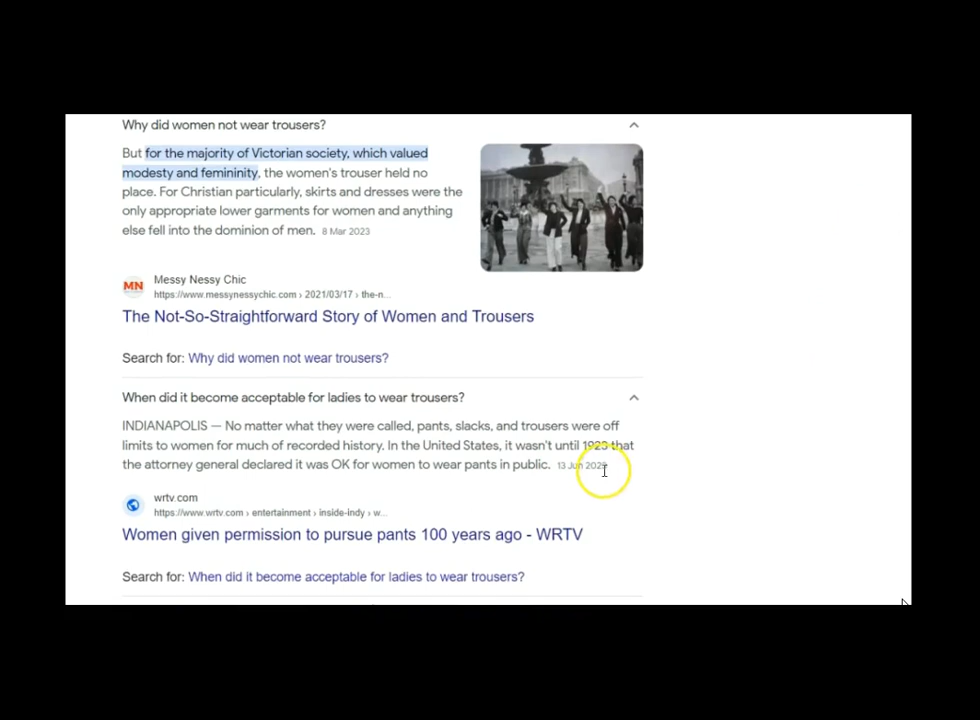 Why did women not wear trousers?
But for the majority of Victorian society, which valued
modesty and femininity, the women's trouser held no
place. For Christian particularly, skirts and dresses were the
only appropriate lower garments for women and anything
else fell into the dominion of men. 8 Mar 2023
MN
Messy Nessy Chic
https://www.messynessychic.com › 2021/03/17 › the-n...
The Not-So-Straightforward Story of Women and Trousers
Search for: Why did women not wear trousers?
When did it become acceptable for ladies to wear trousers?
INDIANAPOLIS — No matter what they were called, pants, slacks, and trousers were off
limits to women for much of recorded history. In the United States, it wasn't until 1923 that
the attorney general declared it was OK for women to wear pants in public. 13 Jun
wrtv.com
https://www.wrtv.com › entertainment › inside-indy › w...
Women given permission to pursue pants 100 years ago - WRTV
Search for: When did it become acceptable for ladies to wear trousers?